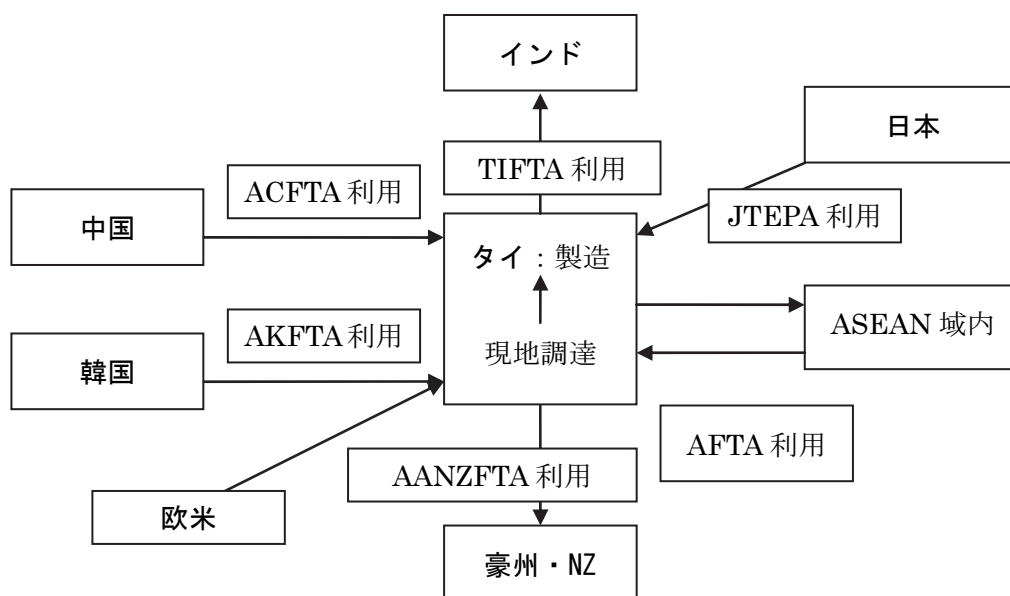 インド
日本
TIFTA 利用
ACFTA 利用
中国
JTEPA 利用
タイ：製造
現地調達
ASEAN 域内
AKFTA 利用
韓国
AFTA 利用
AANZFTA 利用
欧米
豪州・NZ